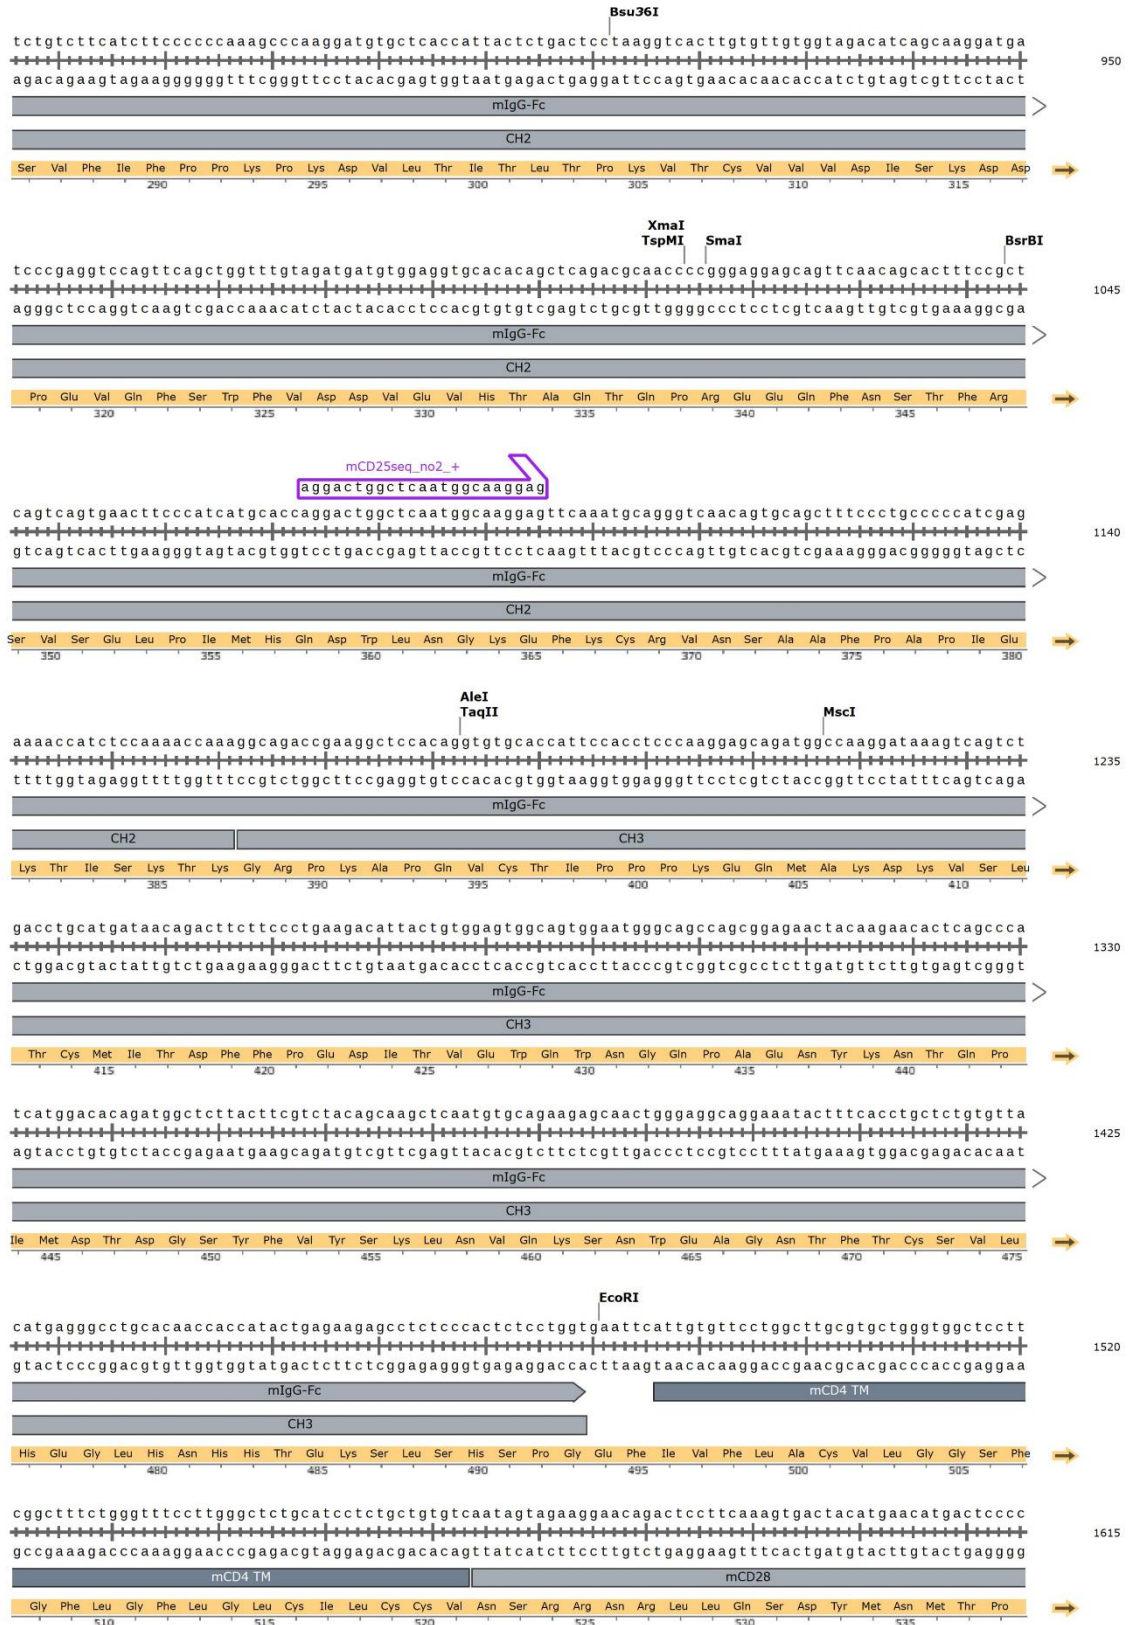 Bsu36I
tctgtcttcatcttccccccaaagcccaaggatgtgctcaccattactctgactcctaaggtcacttgtgttgtggtagacatcagcaaggatga
950
agacagaagtagaaggggggtttcgggttcctacacgagtggtaatgagactgaggattccagtgaacacaacaccatctgtagtcgttcctact
mIgG-Fc
CH2
Ser Val Phe Ile Phe Pro Pro Lys Pro Lys Asp Val Leu Thr Ile Thr Leu Thr Pro Lys Val Thr Cys Val Val Val Asp Ile Ser Lys Asp Asp
290 295 300 305 310 315
XmaI
TspMI SmaI BsrBI
tcccgaggtccagttcagctggtttgtagatgatgtggaggtgcacacagctcagacgcaaccccgggaggagcagttcaacagcactttccgct
1045
agggctccaggtcaagtcgaccaaacatctactacacctccacgtgtgtcgagtctgcgttggggccctcctcgtcaagttgtcgtgaaaggcga
mIgG-Fc
CH2
Pro Glu Val Gln Phe Ser Trp Phe Val Asp Asp Val Glu Val His Thr Ala Gln Thr Gln Pro Arg Glu Glu Gln Phe Asn Ser Thr Phe Arg
320 325 330 335 340 345
mCD25seq_no2_+
aggactggctcaatggcaaggag
cagtcagtgaacttcccatcatgcaccaggactggctcaatggcaaggagttcaaatgcagggtcaacagtgcagctttccctgcccccatcgag
1140
gtcagtcacttgaagggtagtacgtggtcctgaccgagttaccgttcctcaagtttacgtcccagttgtcacgtcgaaagggacgggggtagctc
mIgG-Fc
CH2
Ser Val Ser Glu Leu Pro Ile Met His Gln Asp Trp Leu Asn Gly Lys Glu Phe Lys Cys Arg Val Asn Ser Ala Ala Phe Pro Ala Pro Ile Glu
350 355 360 365 370 375 380
AleI
TaqII MscI
aaaaccatctccaaaaccaaaggcagaccgaaggctccacaggtgtgcaccattccacctcccaaggagcagatggccaaggataaagtcagtct
1235
ttttggtagaggttttggtttccgtctggcttccgaggtgtccacacgtggtaaggtggagggttcctcgtctaccggttcctatttcagtcaga
mIgG-Fc
CH2 CH3
Lys Thr Ile Ser Lys Thr Lys Gly Arg Pro Lys Ala Pro Gln Val Cys Thr Ile Pro Pro Pro Lys Glu Gln Met Ala Lys Asp Lys Val Ser Leu
385 390 395 400 405 410
gacctgcatgataacagacttcttccctgaagacattactgtggagtggcagtggaatgggcagccagcggagaactacaagaacactcagccca
1330
ctggacgtactattgtctgaagaagggacttctgtaatgacacctcaccgtcaccttacccgtcggtcgcctcttgatgttcttgtgagtcgggt
mIgG-Fc
CH3
Thr Cys Met Ile Thr Asp Phe Phe Pro Glu Asp Ile Thr Val Glu Trp Gln Trp Asn Gly Gln Pro Ala Glu Asn Tyr Lys Asn Thr Gln Pro
415 420 425 430 435 440
tcatggacacagatggctcttacttcgtctacagcaagctcaatgtgcagaagagcaactgggaggcaggaaatactttcacctgctctgtgtta
1425
agtacctgtgtctaccgagaatgaagcagatgtcgttcgagttacacgtcttctcgttgaccctccgtcctttatgaaagtggacgagacacaat
mIgG-Fc
CH3
Ile Met Asp Thr Asp Gly Ser Tyr Phe Val Tyr Ser Lys Leu Asn Val Gln Lys Ser Asn Trp Glu Ala Gly Asn Thr Phe Thr Cys Ser Val Leu
445 450 455 460 465 470 475
EcoRI
catgagggcctgcacaaccaccatactgagaagagcctctcccactctcctggtgaattcattgtgttcctggcttgcgtgctgggtggctcctt
1520
gtactcccggacgtgttggtggtatgactcttctcggagagggtgagaggaccacttaagtaacacaaggaccgaacgcacgacccaccgaggaa
mIgG-Fc mCD4 TM
CH3
His Glu Gly Leu His Asn His His Thr Glu Lys Ser Leu Ser His Ser Pro Gly Glu Phe Ile Val Phe Leu Ala Cys Val Leu Gly Gly Ser Phe
480 485 490 495 500 505
cggctttctgggtttccttgggctctgcatcctctgctgtgtcaatagtagaaggaacagactccttcaaagtgactacatgaacatgactcccc
1615
gccgaaagacccaaaggaacccgagacgtaggagacgacacagttatcatcttccttgtctgaggaagtttcactgatgtacttgtactgagggg
mCD4 TM mCD28
Gly Phe Leu Gly Phe Leu Gly Leu Cys Ile Leu Cys Cys Val Asn Ser Arg Arg Asn Arg Leu Leu Gln Ser Asp Tyr Met Asn Met Thr Pro
510 515 520 525 530 535